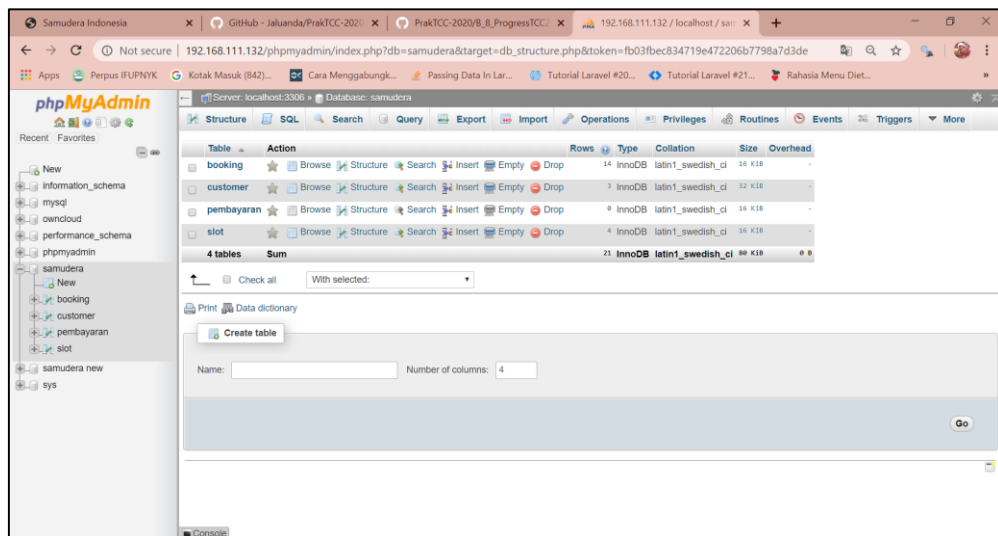 Samudera Indonesia
GitHub - Jaluanda/PrakTCC-2020
PrakTCC-2020/B_8_ProgressTCC2
192.168.111.132 / localhost / sam
Not secure | 192.168.111.132/phpmyadmin/index.php?db=samudera&target=db_structure.php&token=fb03fbec834719e472206b7798a7d3de
Apps Perpus IFUPNYK Kotak Masuk (842)... Cara Menggabungk... Passing Data In Lar... Tutorial Laravel #20... Tutorial Laravel #21... Rahasia Menu Diet...
phpMyAdmin
Recent Favorites
New
information_schema
mysql
owncloud
performance_schema
phpmyadmin
samudera
New
booking
customer
pembayaran
slot
samudera new
sys
Server: localhost:3306 » Database: samudera
Structure SQL Search Query Export Import Operations Privileges Routines Events Triggers More
Table Action Rows Type Collation Size Overhead
booking Browse Structure Search Insert Empty Drop 14 InnoDB latin1_swedish_ci 16 KiB -
customer Browse Structure Search Insert Empty Drop 3 InnoDB latin1_swedish_ci 32 KiB -
pembayaran Browse Structure Search Insert Empty Drop 0 InnoDB latin1_swedish_ci 16 KiB -
slot Browse Structure Search Insert Empty Drop 4 InnoDB latin1_swedish_ci 16 KiB -
4 tables Sum 21 InnoDB latin1_swedish_ci 80 KiB 0 B
Check all With selected:
Print Data dictionary
Create table
Name: Number of columns: 4
Go
Console